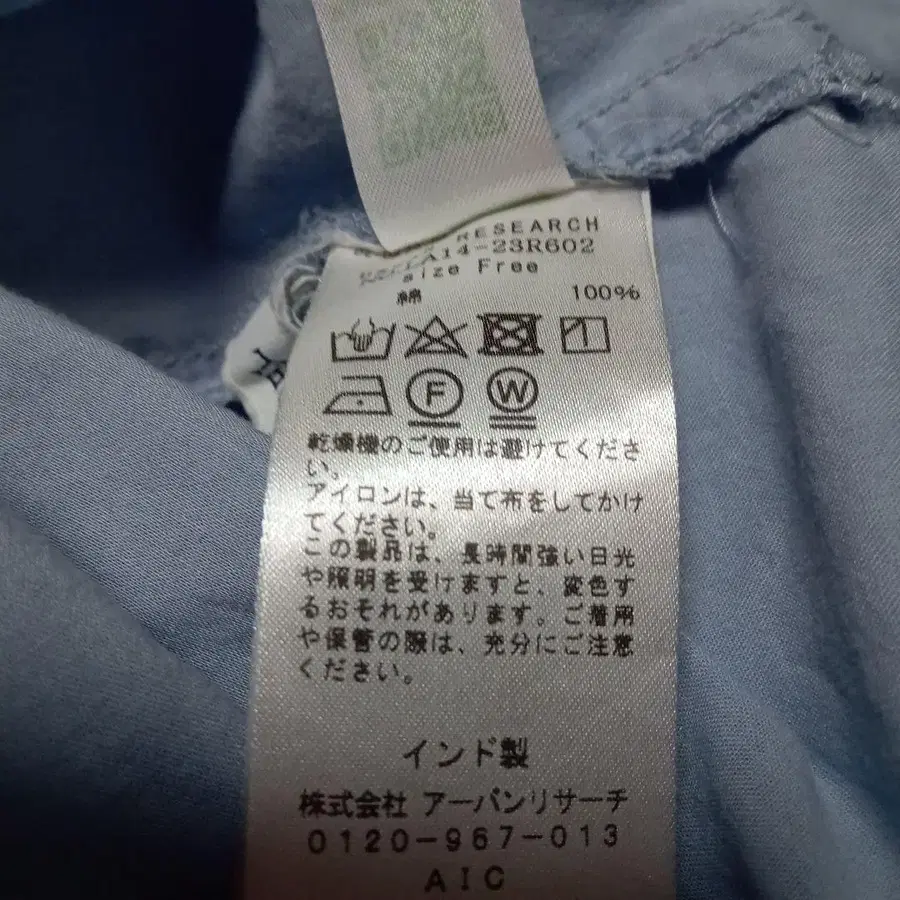 RESEARCH
A14-23R602
size Free
綿 100%
F W
乾燥機のご使用は避けてくださ
い。
アイロンは、当て布をしてかけ
てください。
この製品は、長時間強い日光
や照明を受けますと、変色す
るおそれがあります。ご着用
や保管の際は、充分にご注意
ください。
インド製
株式会社 アーバンリサーチ
0120-967-013
AIC